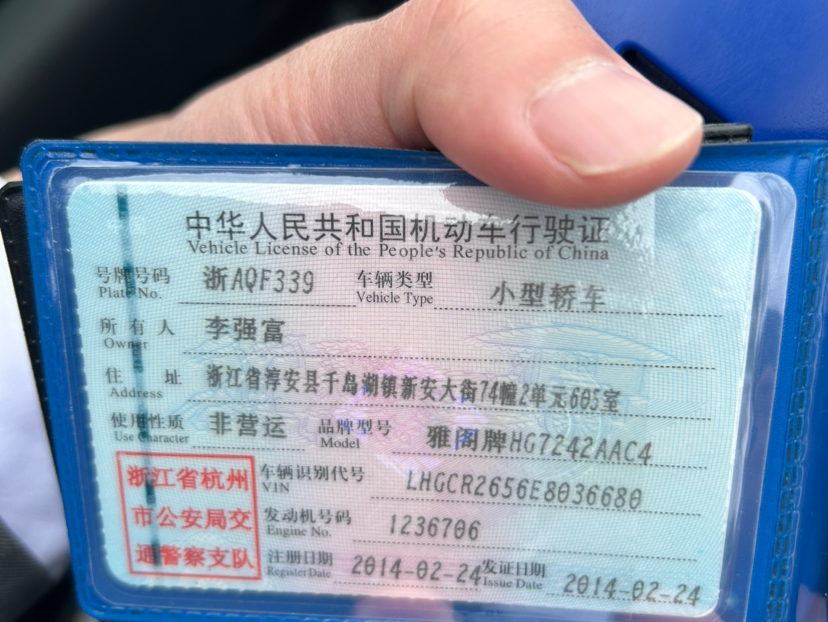 中华人民共和国机动车行驶证
Vehicle License of the People's Republic of China
号牌号码 浙AQF339 车辆类型 小型轿车
Plate No. Vehicle Type
所有人 李强富
Owner
住址 浙江省淳安县千岛湖镇新安大街74幢2单元605室
Address
使用性质 非营运 品牌型号 雅阁牌HG7242AAC4
Use Character Model
浙江省杭州市公安局交通警察支队
车辆识别代号 LHGCR2656E8036680
VIN
发动机号码 1236706
Engine No.
注册日期 2014-02-24 发证日期 2014-02-24
Register Date Issue Date